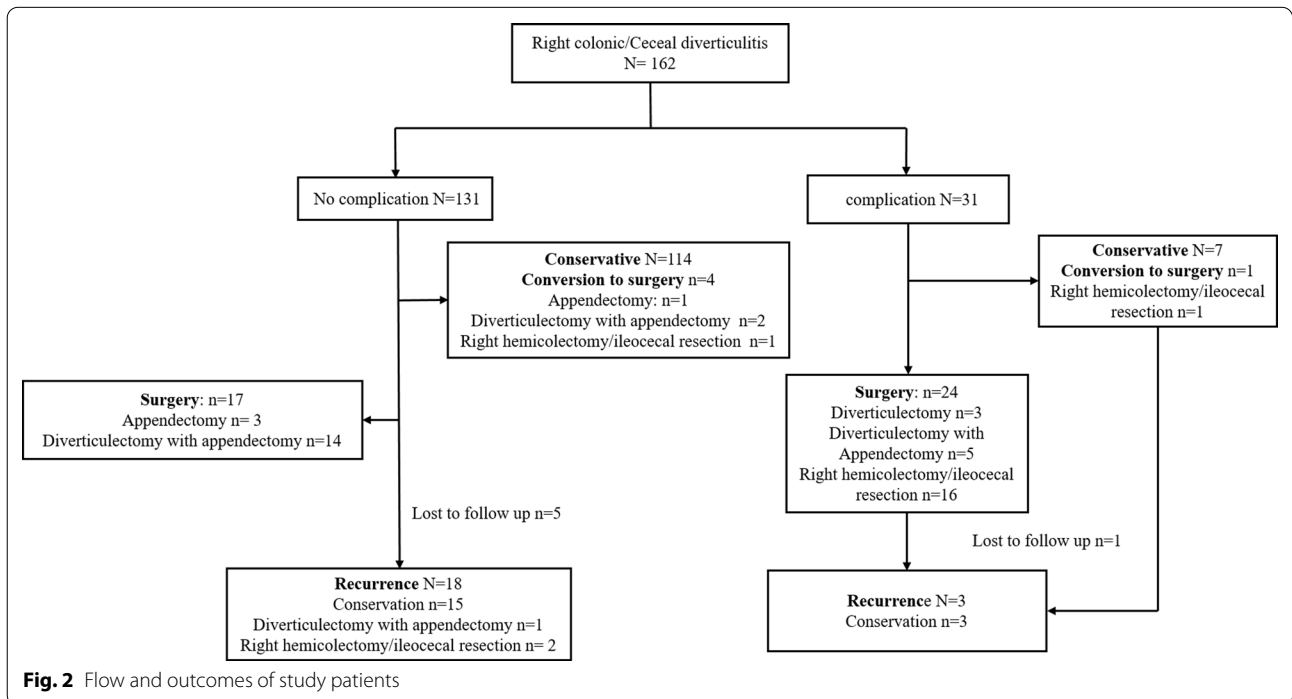 Right colonic/Ceceal diverticulitis
N= 162
No complication N=131
complication N=31
Conservative N=114
Conversion to surgery n=4
Appendectomy: n=1
Diverticulectomy with appendectomy n=2
Right hemicolectomy/ileocecal resection n=1
Conservative N=7
Conversion to surgery n=1
Right hemicolectomy/ileocecal
resection n=1
Surgery: n=17
Appendectomy n= 3
Diverticulectomy with appendectomy n=14
Surgery: n=24
Diverticulectomy n=3
Diverticulectomy with
Appendectomy n=5
Right hemicolectomy/ileocecal
resection n=16
Lost to follow up n=5
Lost to follow up n=1
Recurrence N=18
Conservation n=15
Diverticulectomy with appendectomy n=1
Right hemicolectomy/ileocecal resection n= 2
Recurrence N=3
Conservation n=3
Fig. 2 Flow and outcomes of study patients